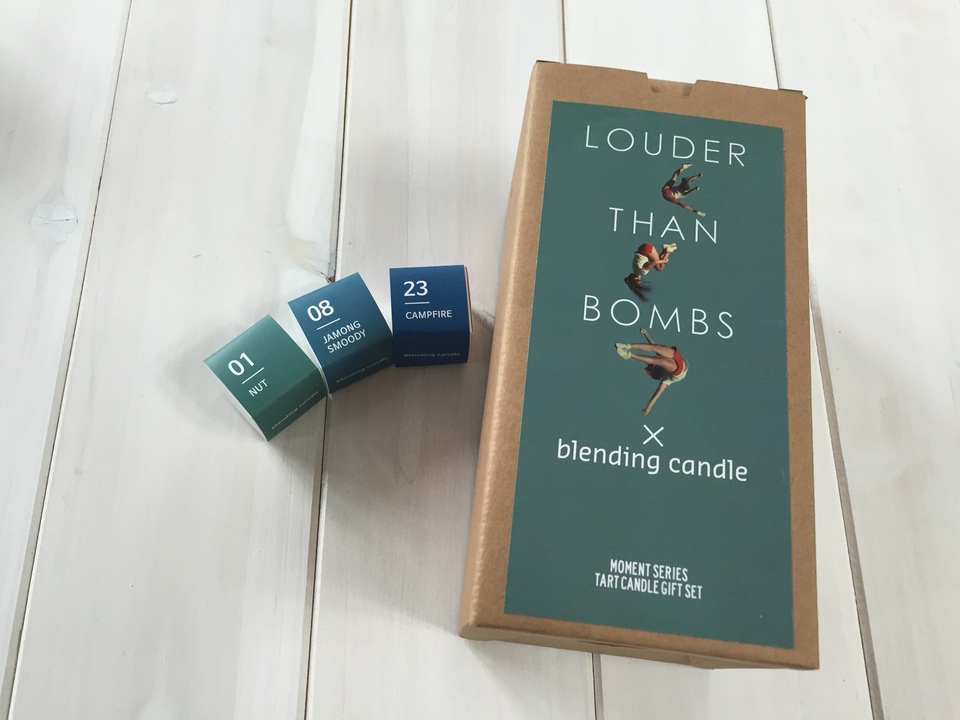 01
NUT
blending candle
08
JAMONG
SMOODY
blending candle
23
CAMPFIRE
blending candle
LOUDER
THAN
BOMBS
×
blending candle
MOMENT SERIES
TART CANDLE GIFT SET